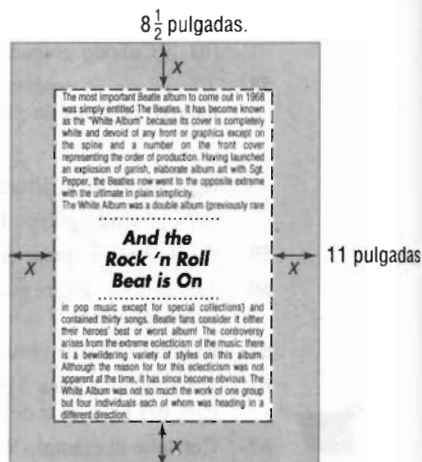 8 1/2 pulgadas.
x
The most important Beatle album to come out in 1968
was simply entitled The Beatles. It has become known
as the "White Album" because its cover is completely
white and devoid of any front or graphics except on
the spine and a number on the front cover
representing the order of production. Having launched
an explosion of garish, elaborate album art with Sgt.
Pepper, the Beatles now went to the opposite extreme
with the ultimate in plain simplicity.
The White Album was a double album (previously rare
And the
Rock 'n Roll
Beat is On
x
x
11 pulgadas
in pop music except for special collections) and
contained thirty songs. Beatle fans consider it either
their heroes' best or worst album! The controversy
arises from the extreme eclecticism of the music: there
is a bewildering variety of styles on this album.
Although the reason for for this eclecticism was not
apparent at the time, it has since become obvious. The
White Album was not so much the work of one group
but four individuals each of whom was heading in a
different direction.
x